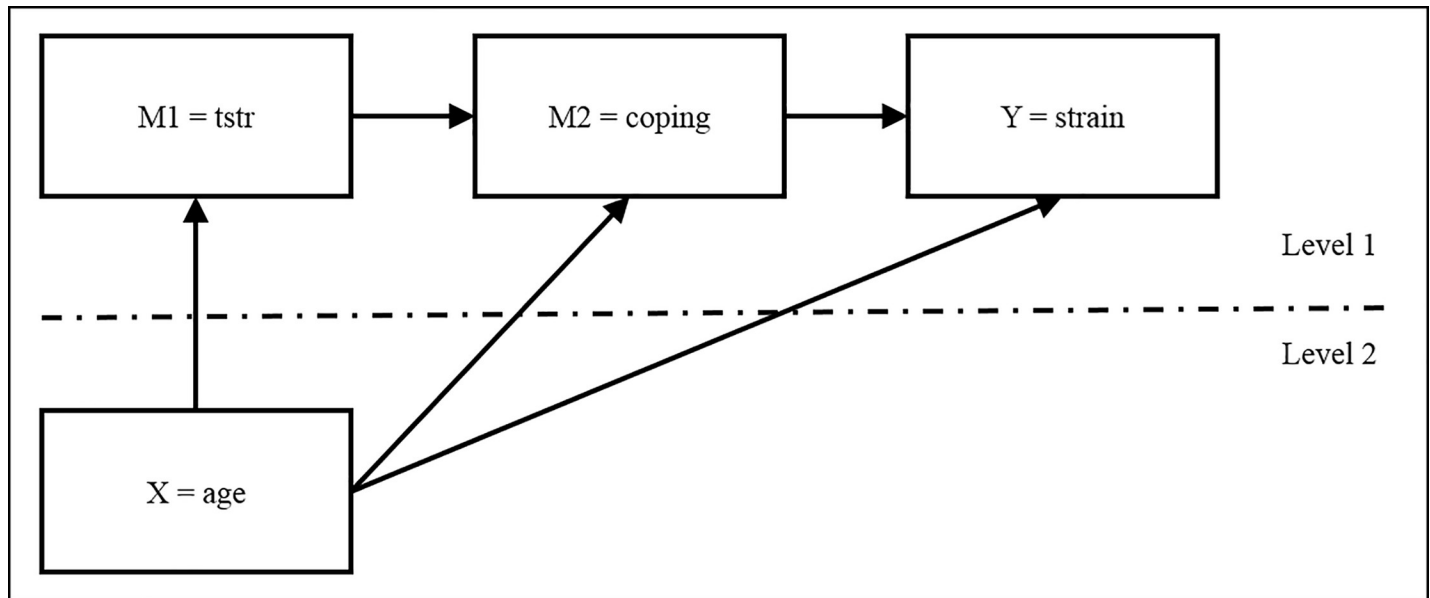 M1 = tstr
M2 = coping
Y = strain
Level 1
Level 2
X = age